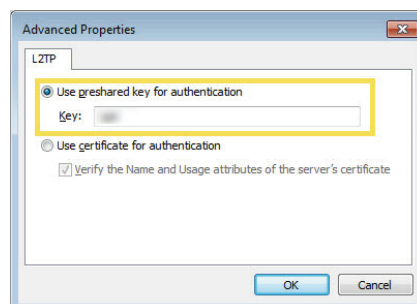 Advanced Properties
L2TP
Use preshared key for authentication
Key:
Use certificate for authentication
Verify the Name and Usage attributes of the server's certificate
OK Cancel